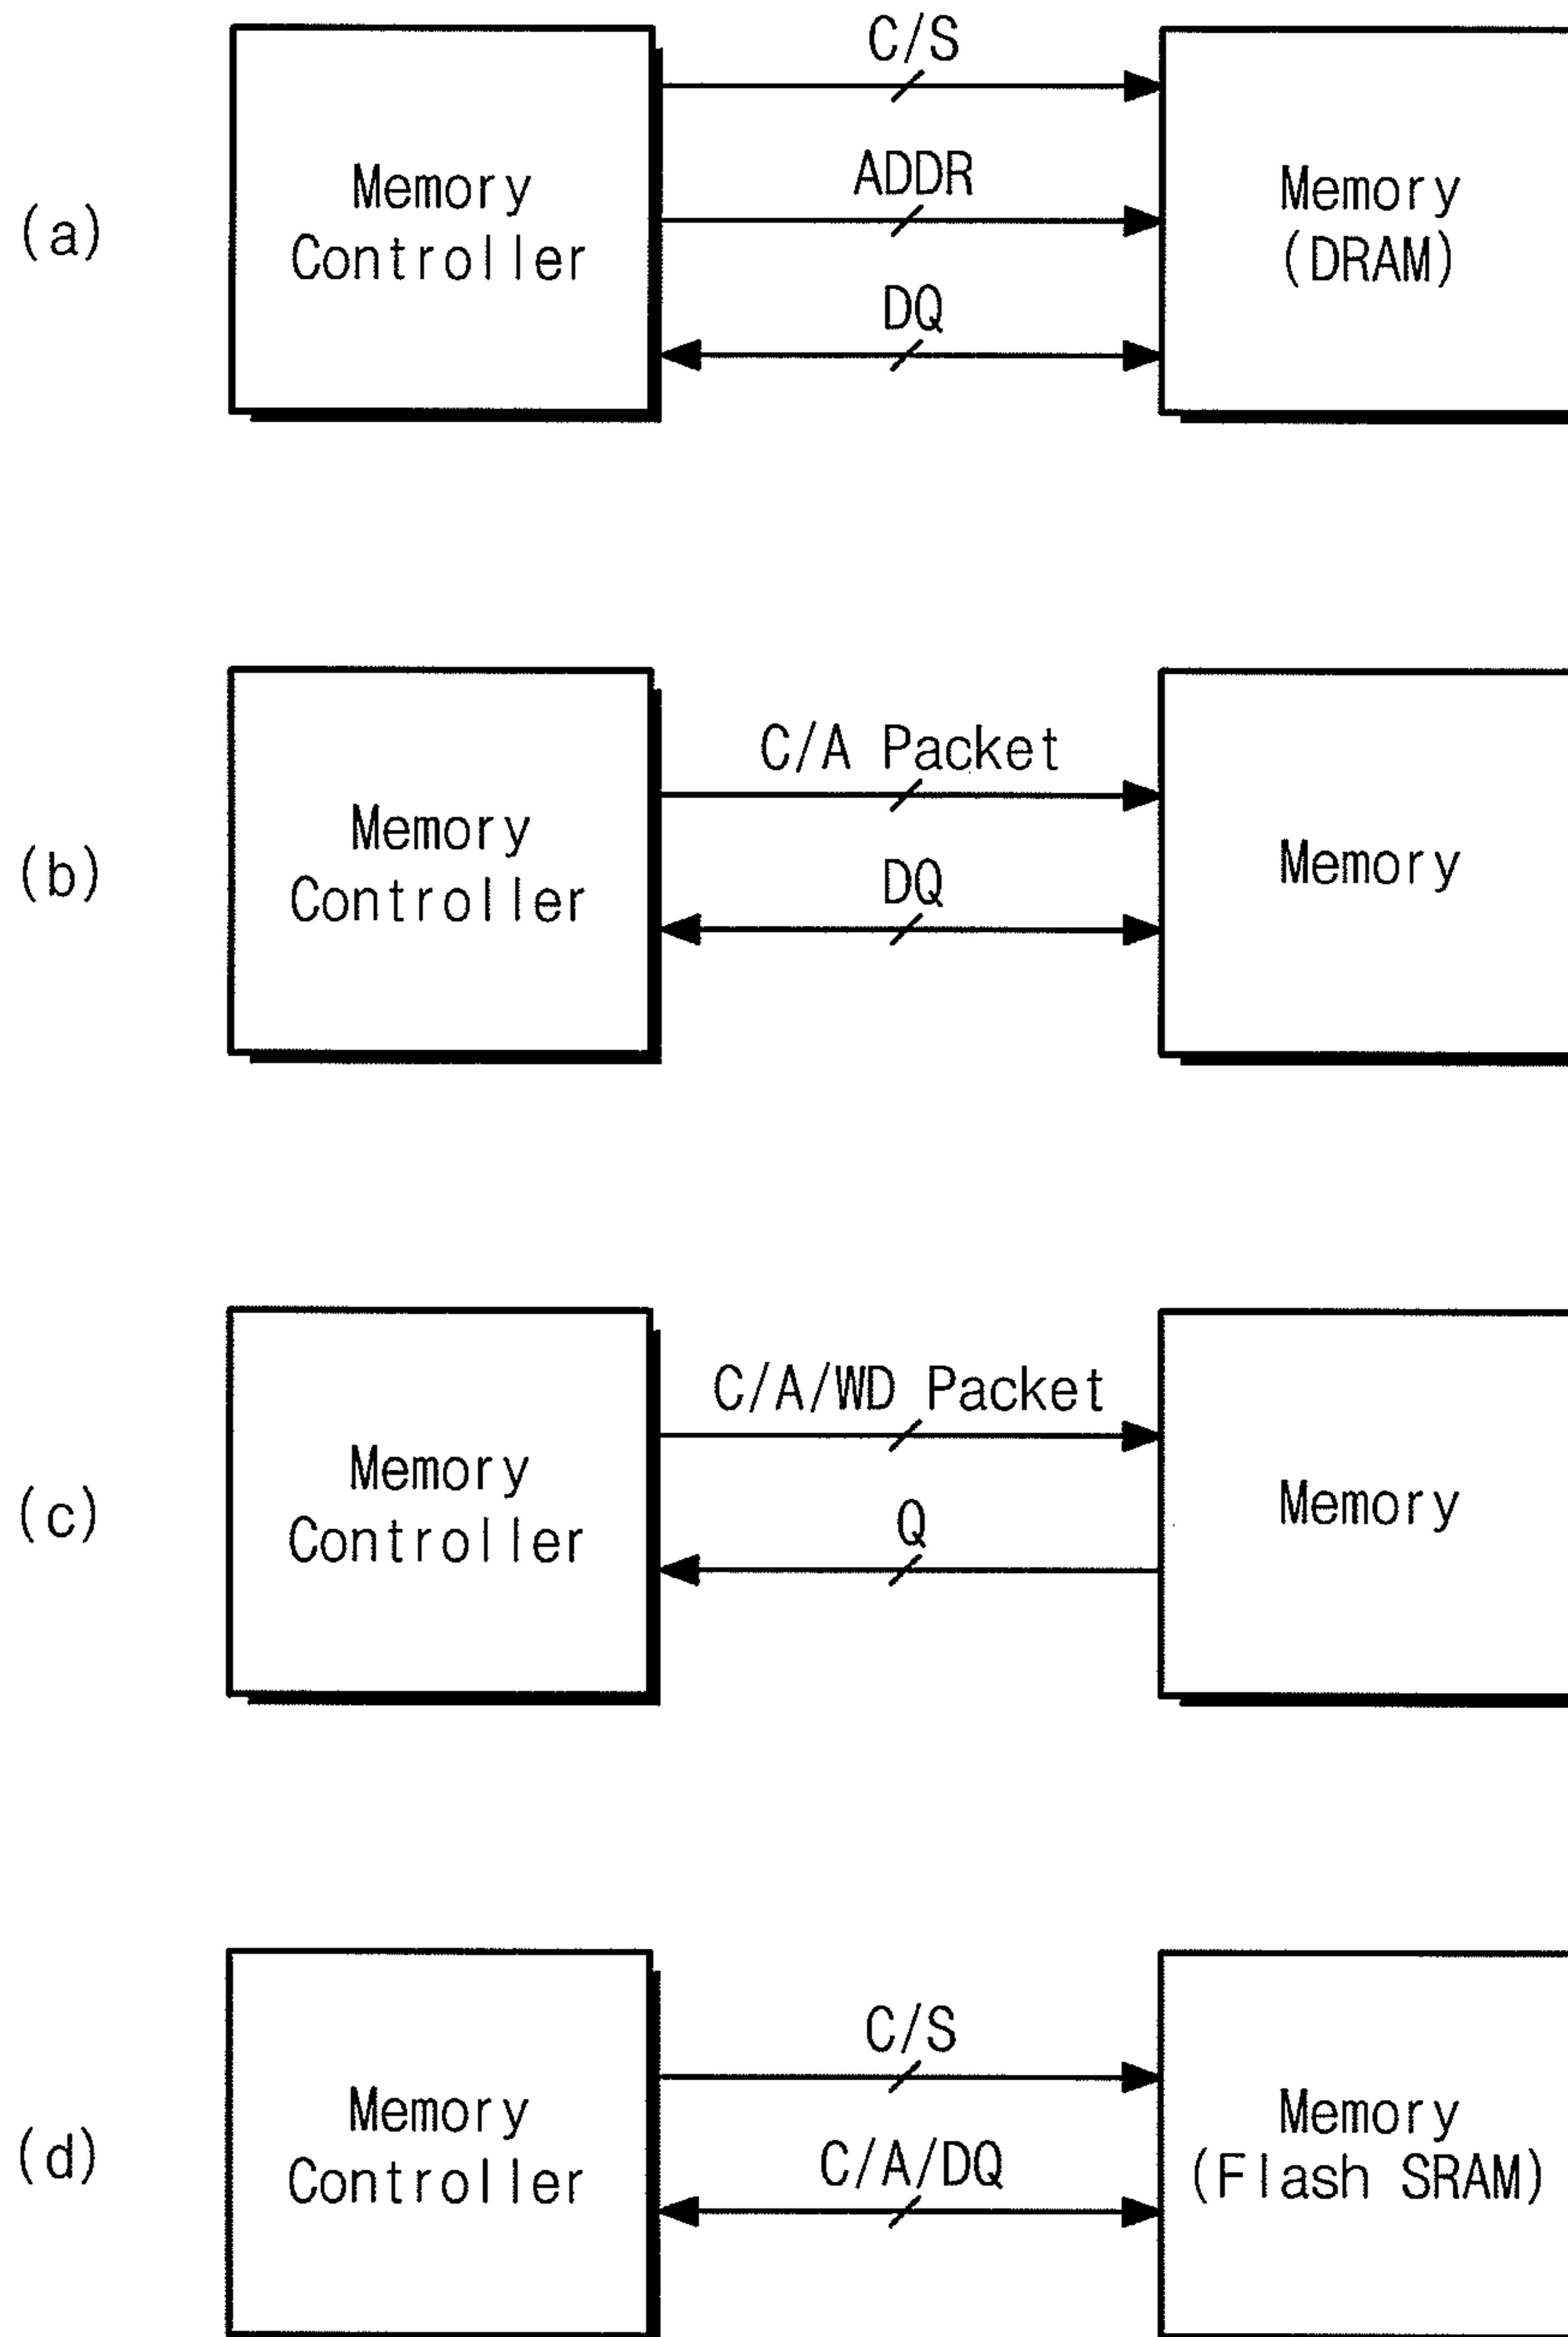 C/S
(a)
Memory
Controller
ADDR
Memory
(DRAM)
DQ
(b)
Memory
Controller
C/A Packet
DQ
Memory
(c)
Memory
Controller
C/A/WD Packet
Q
Memory
(d)
Memory
Controller
C/S
C/A/DQ
Memory
(Flash SRAM)